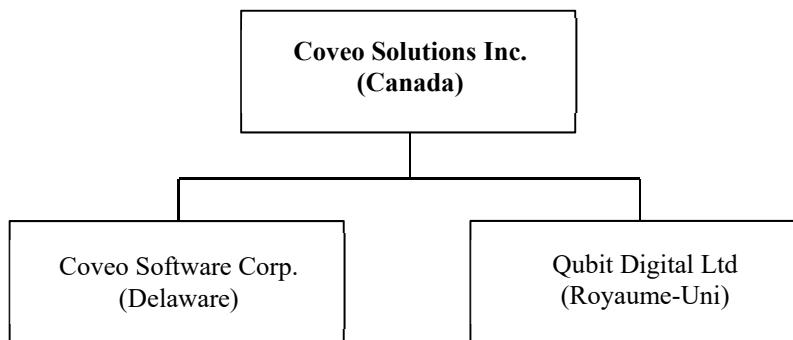 Coveo Solutions Inc.
(Canada)
Coveo Software Corp.
(Delaware)
Qubit Digital Ltd
(Royaume-Uni)